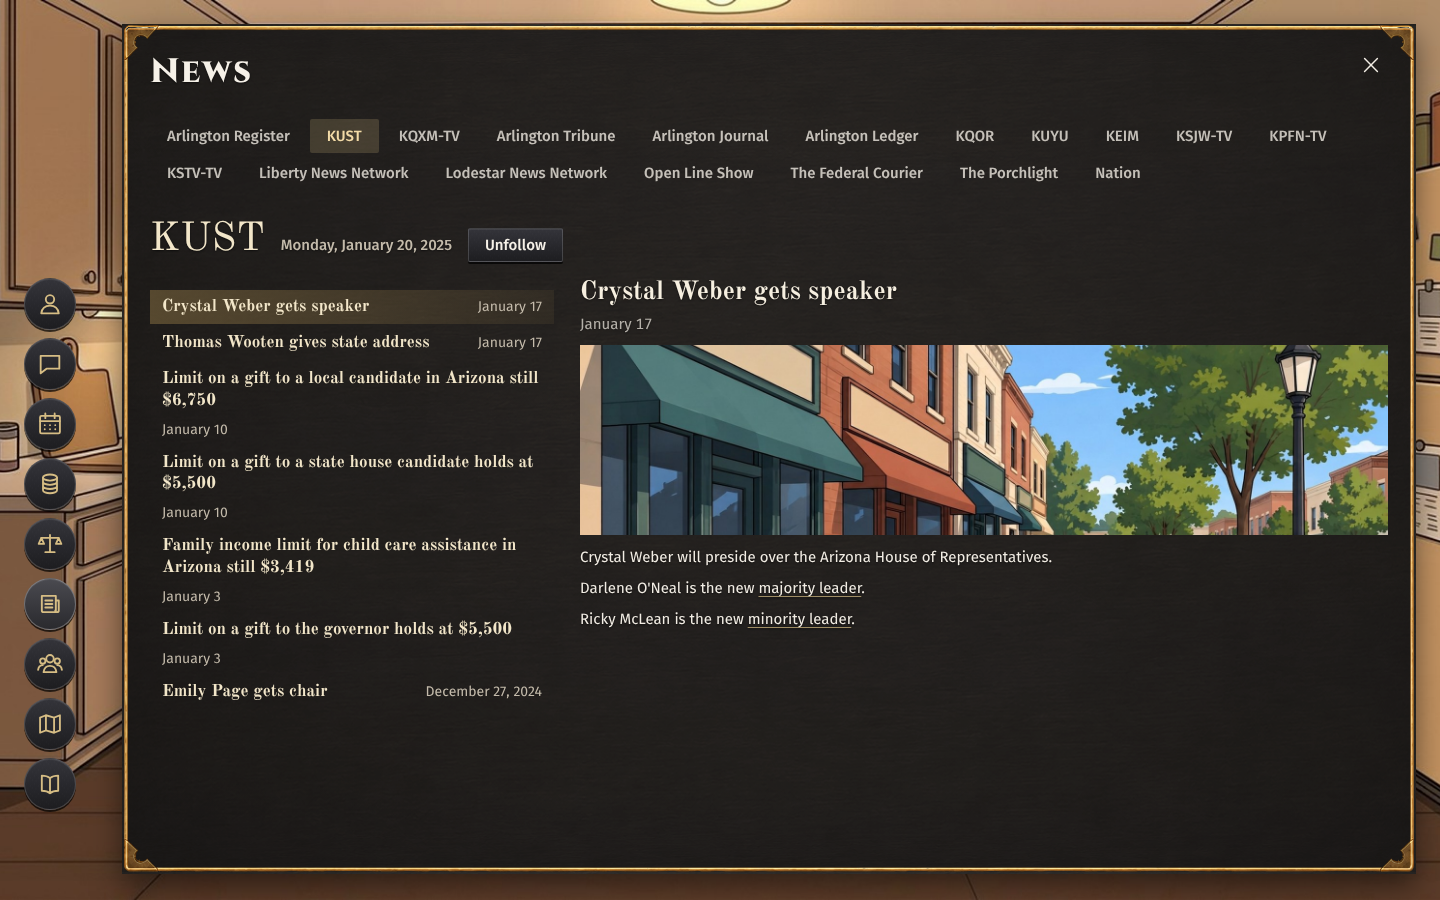 News
Arlington Register KUST KQXM-TV Arlington Tribune Arlington Journal Arlington Ledger KQOR KUYU KEIM KSJW-TV KPFN-TV
KSTV-TV Liberty News Network Lodestar News Network Open Line Show The Federal Courier The Porchlight Nation
KUST Monday, January 20, 2025 Unfollow
Crystal Weber gets speaker January 17
Thomas Wooten gives state address January 17
Limit on a gift to a local candidate in Arizona still
$6,750
January 10
Limit on a gift to a state house candidate holds at
$5,500
January 10
Family income limit for child care assistance in
Arizona still $3,419
January 3
Limit on a gift to the governor holds at $5,500
January 3
Emily Page gets chair December 27, 2024
Crystal Weber gets speaker
January 17
Crystal Weber will preside over the Arizona House of Representatives.
Darlene O'Neal is the new majority leader.
Ricky McLean is the new minority leader.